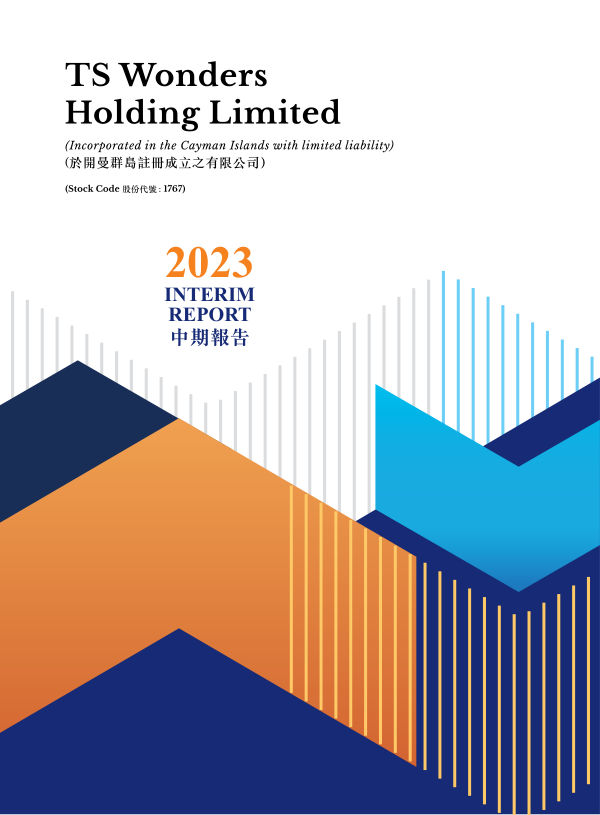 TS Wonders
Holding Limited
(Incorporated in the Cayman Islands with limited liability)
(於開曼群島註冊成立之有限公司)
(Stock Code 股份代號 : 1767)
2023
INTERIM
REPORT
中期報告